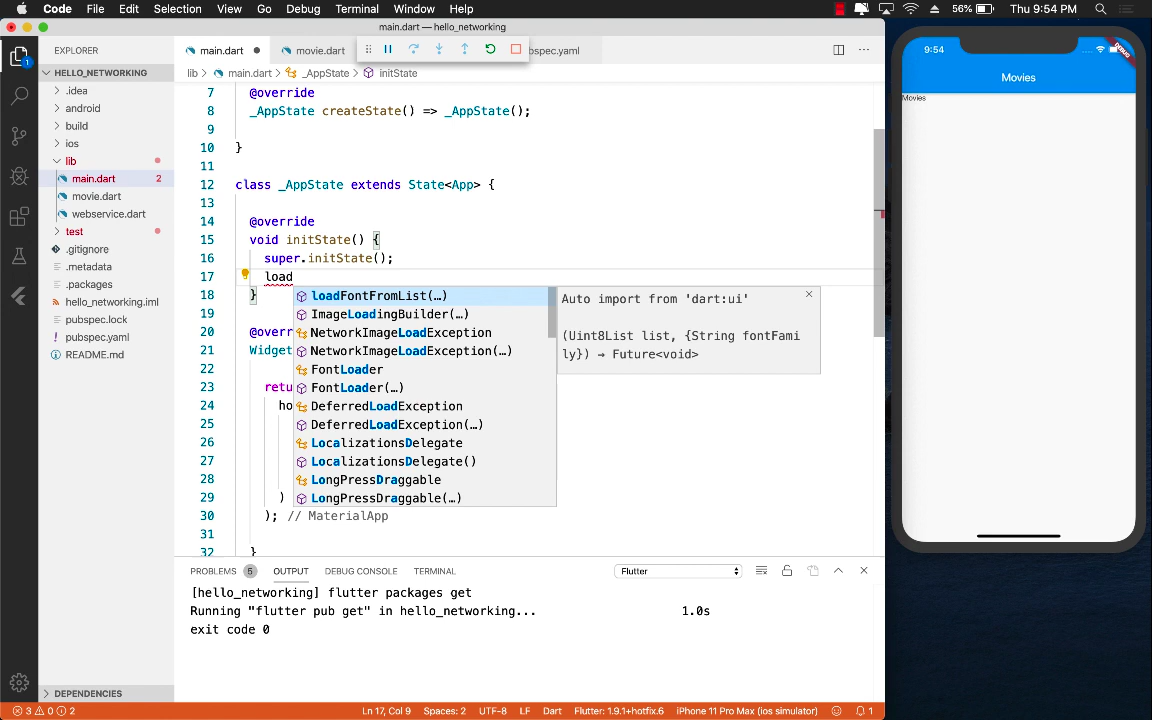 Code File Edit Selection View Go Debug Terminal Window Help 56% Thu 9:54 PM
main.dart — hello_networking
EXPLORER
main.dart
movie.dart
bspec.yaml
HELLO_NETWORKING
lib > main.dart > _AppState > initState
.idea
android
build
ios
lib
main.dart 2
movie.dart
webservice.dart
test
.gitignore
.metadata
.packages
hello_networking.iml
pubspec.lock
pubspec.yaml
README.md
DEPENDENCIES
1
7 @override
8 _AppState createState() => _AppState();
9
10 }
11
12 class _AppState extends State<App> {
13
14 @override
15 void initState() {
16 super.initState();
17 load
18 }
19
20 @overr
21 Widget
22
23 retu
24 ho
25
26
27
28
29 )
30 ); // MaterialApp
31
32 }
loadFontFromList(…)
ImageLoadingBuilder(…)
NetworkImageLoadException
NetworkImageLoadException(…)
FontLoader
FontLoader(…)
DeferredLoadException
DeferredLoadException(…)
LocalizationsDelegate
LocalizationsDelegate()
LongPressDraggable
LongPressDraggable(…)
Auto import from 'dart:ui'
(Uint8List list, {String fontFami
ly}) → Future<void>
PROBLEMS 5 OUTPUT DEBUG CONSOLE TERMINAL Flutter
[hello_networking] flutter packages get
Running "flutter pub get" in hello_networking... 1.0s
exit code 0
3 0 2 Ln 17, Col 9 Spaces: 2 UTF-8 LF Dart Flutter: 1.9.1+hotfix.6 iPhone 11 Pro Max (ios simulator) 1
9:54
DEBUG
Movies
Movies